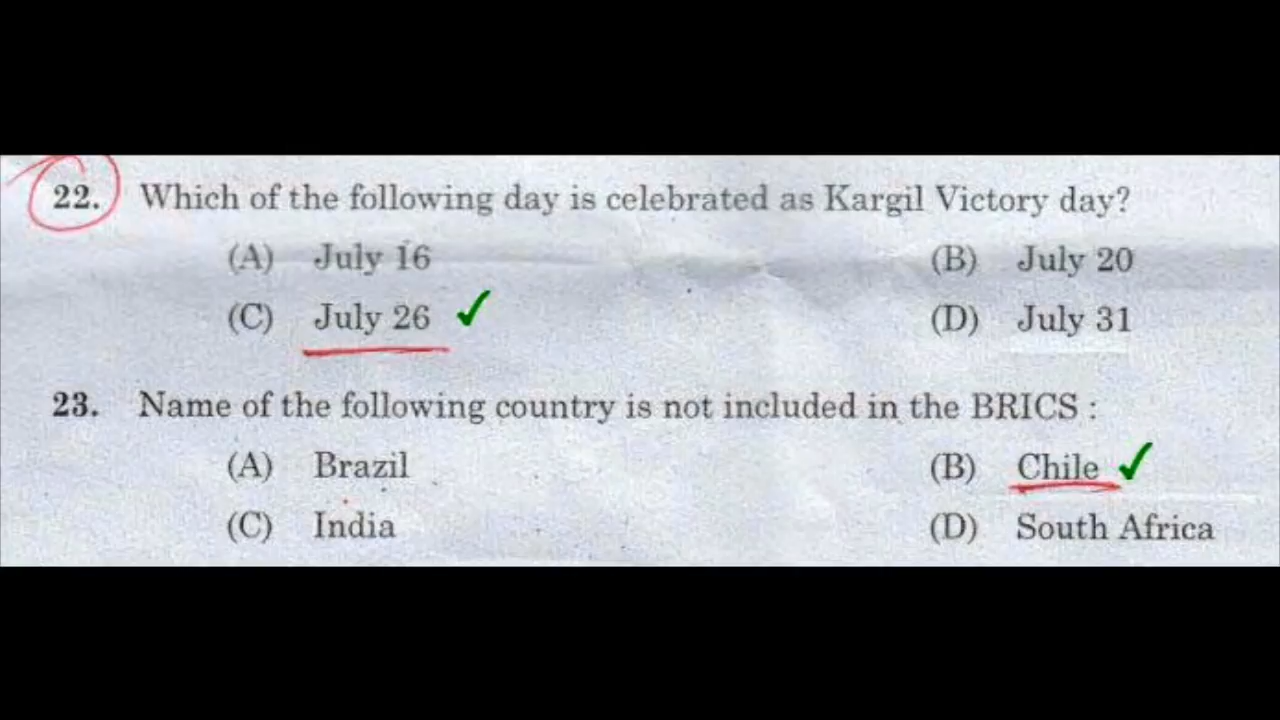 22. Which of the following day is celebrated as Kargil Victory day?
(A) July 16 (B) July 20
(C) July 26 ✓ (D) July 31
23. Name of the following country is not included in the BRICS :
(A) Brazil (B) Chile ✓
(C) India (D) South Africa